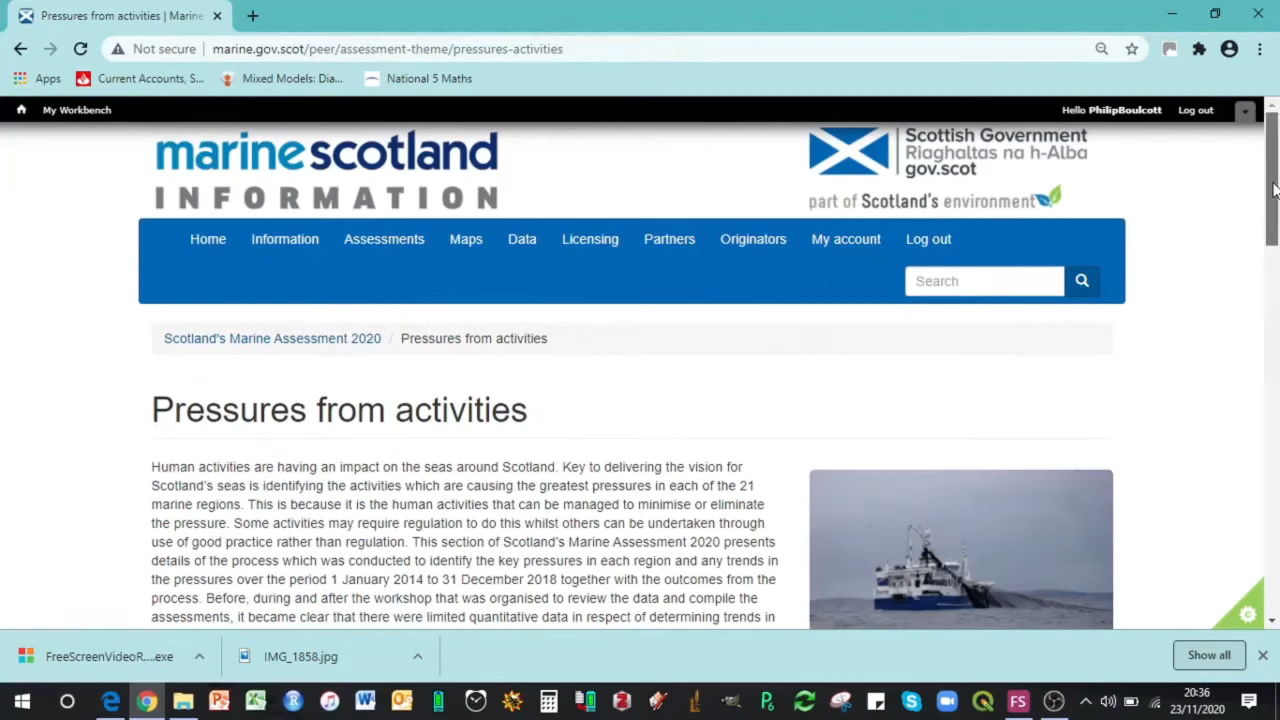 Pressures from activities | Marine
Not secure
marine.gov.scot/peer/assessment-theme/pressures-activities
Apps
Current Accounts, S...
Mixed Models: Dia...
National 5 Maths
My Workbench
Hello PhilipBoulcott
Log out
marinescotland
INFORMATION
Scottish Government
Riaghaltas na h-Alba
gov.scot
part of Scotland's environment
Home
Information
Assessments
Maps
Data
Licensing
Partners
Originators
My account
Log out
Search
Scotland's Marine Assessment 2020 / Pressures from activities
Pressures from activities
Human activities are having an impact on the seas around Scotland. Key to delivering the vision for
Scotland's seas is identifying the activities which are causing the greatest pressures in each of the 21
marine regions. This is because it is the human activities that can be managed to minimise or eliminate
the pressure. Some activities may require regulation to do this whilst others can be undertaken through
use of good practice rather than regulation. This section of Scotland's Marine Assessment 2020 presents
details of the process which was conducted to identify the key pressures in each region and any trends in
the pressures over the period 1 January 2014 to 31 December 2018 together with the outcomes from the
process. Before, during and after the workshop that was organised to review the data and compile the
assessments, it became clear that there were limited quantitative data in respect of determining trends in
FreeScreenVideoR....exe
IMG_1858.jpg
Show all
20:36
23/11/2020